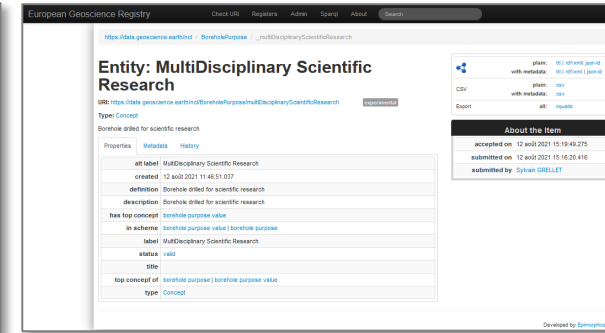 European Geoscience Registry Check URI Registers Admin Sparql About Search
https://data.geoscience.earth/ncl / BoreholePurpose / _multiDisciplinaryScientificResearch
Entity: MultiDisciplinary Scientific
Research
URI: https://data.geoscience.earth/ncl/BoreholePurpose/multiDisciplinaryScientificResearch experimental
Type: Concept
Borehole drilled for scientific research
Properties Metadata History
alt label MultiDisciplinary Scientific Research
created 12 août 2021 11:46:51.037
definition Borehole drilled for scientific research
description Borehole drilled for scientific research
has top concept borehole purpose value
in scheme borehole purpose value | borehole purpose
label MultiDisciplinary Scientific Research
status valid
title
top concept of borehole purpose | borehole purpose value
type Concept
plain: ttl | rdf/xml | json-ld
with metadata: ttl | rdf/xml | json-ld
CSV plain: csv
with metadata: csv
Export all: nquads
About the Item
accepted on 12 août 2021 15:19:49.275
submitted on 12 août 2021 15:16:20.416
submitted by Sylvain GRELLET
Developed by Epimorphics